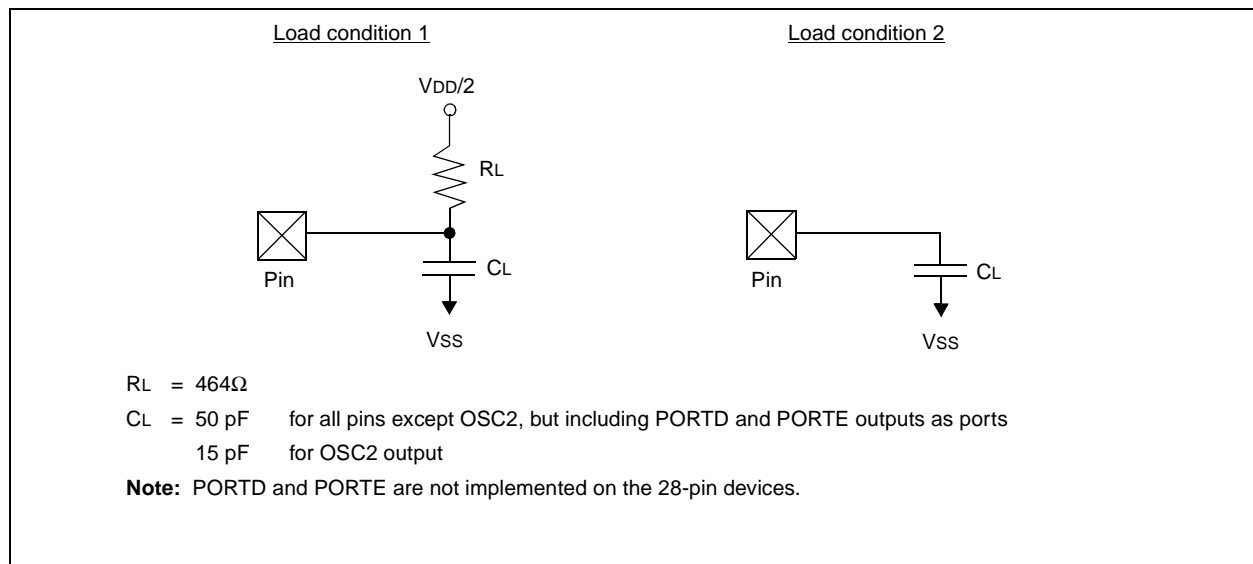 Load condition 1
Load condition 2
VDD/2
RL
Pin
CL
VSS
Pin
CL
VSS
RL = 464Ω
CL = 50 pF for all pins except OSC2, but including PORTD and PORTE outputs as ports
15 pF for OSC2 output
Note: PORTD and PORTE are not implemented on the 28-pin devices.